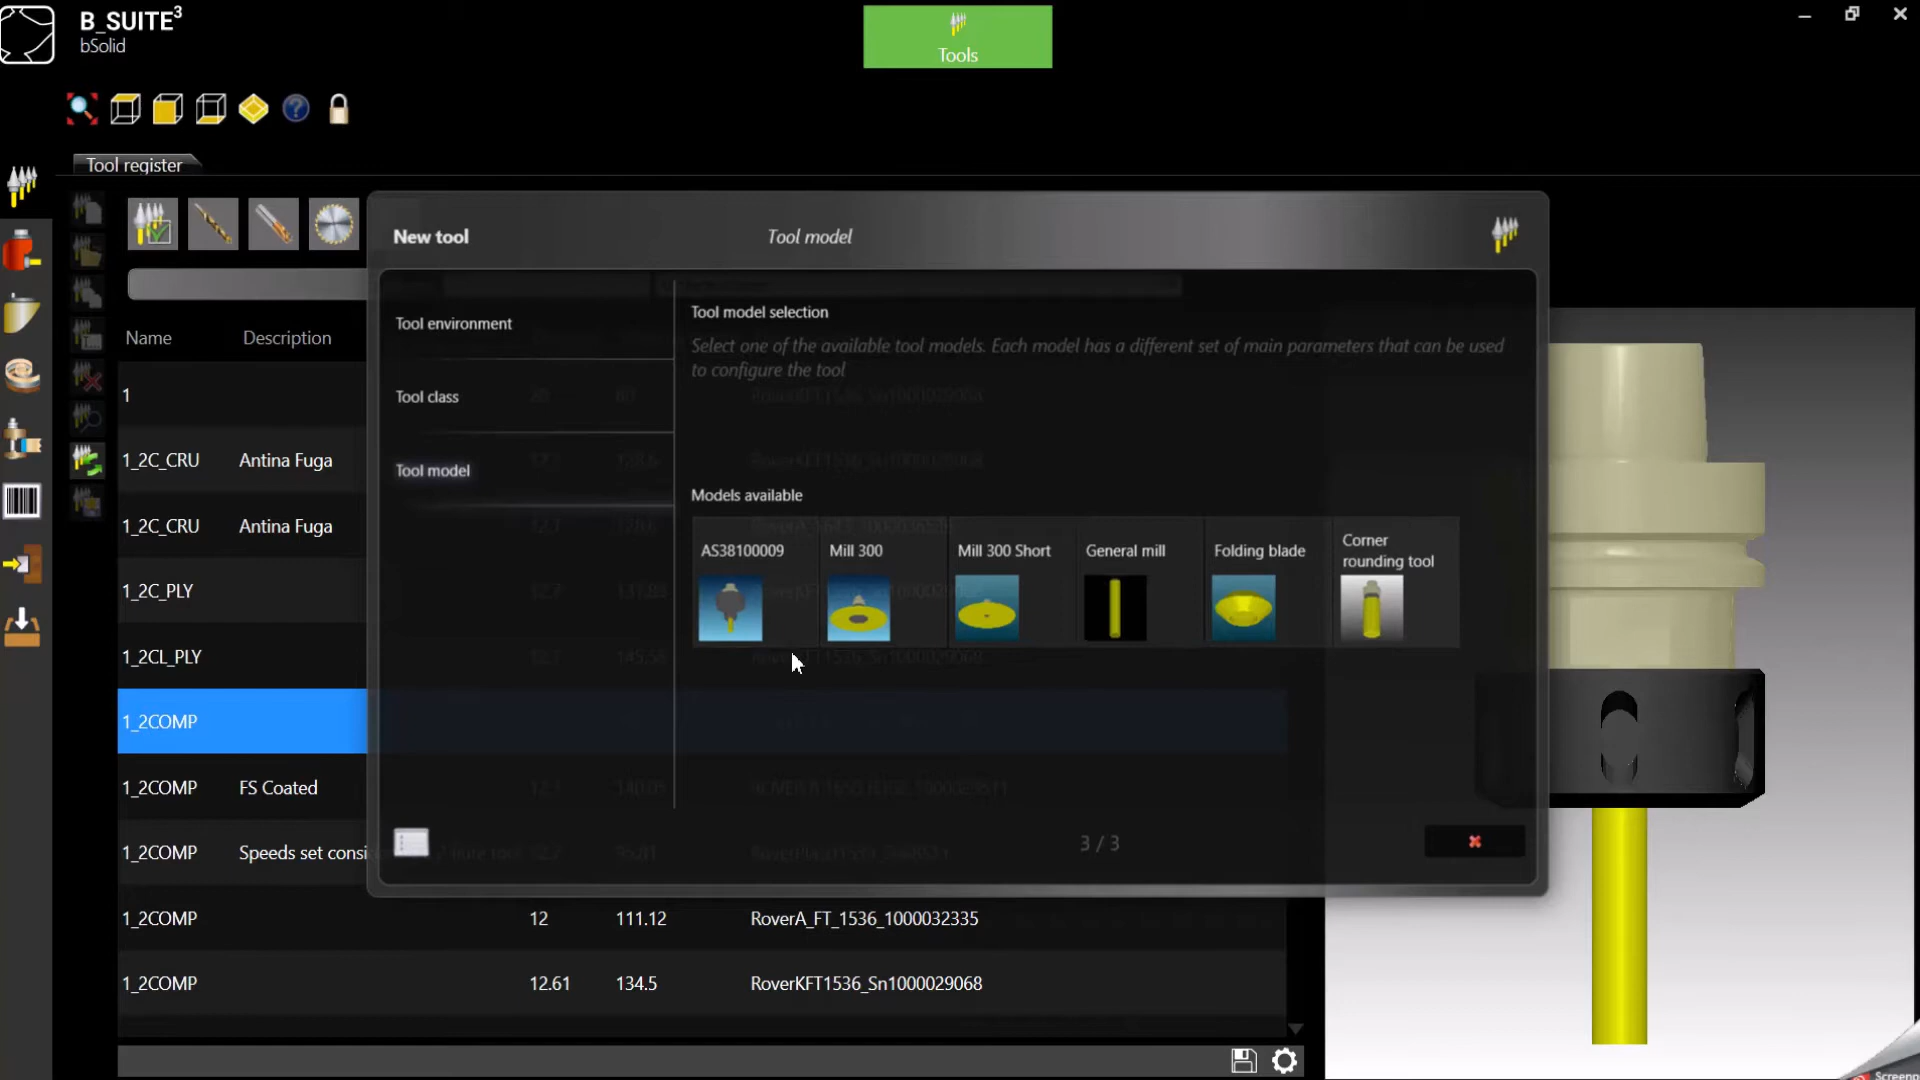 B_SUITE³
bSolid
Tools
Tool register
New tool
Tool model
Name
Description
Tool environment
Tool class
Tool model
Tool model selection
Select one of the available tool models. Each model has a different set of main parameters that can be used
to configure the tool
Models available
AS38100009
Mill 300
Mill 300 Short
General mill
Folding blade
Corner
rounding tool
3 / 3
1
1_2C_CRU Antina Fuga
1_2C_CRU Antina Fuga
1_2C_PLY
1_2CL_PLY
1_2COMP
1_2COMP FS Coated
1_2COMP Speeds set consi
1_2COMP 12 111.12 RoverA_FT_1536_1000032335
1_2COMP 12.61 134.5 RoverKFT1536_Sn1000029068